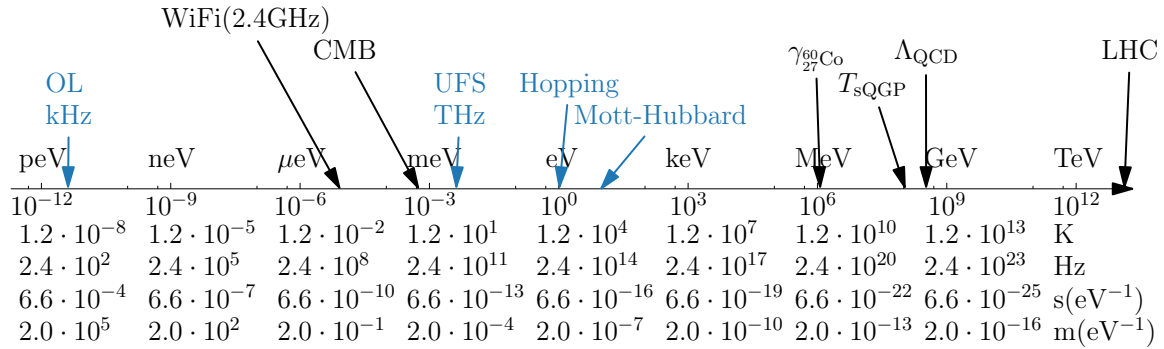 WiFi(2.4GHz)
CMB
γ₆₀₂₇Co Λ_QCD LHC
OL UFS Hopping T_sQGP
kHz THz Mott-Hubbard
peV neV μeV meV eV keV MeV GeV TeV
10⁻¹² 10⁻⁹ 10⁻⁶ 10⁻³ 10⁰ 10³ 10⁶ 10⁹ 10¹²
1.2 · 10⁻⁸ 1.2 · 10⁻⁵ 1.2 · 10⁻² 1.2 · 10¹ 1.2 · 10⁴ 1.2 · 10⁷ 1.2 · 10¹⁰ 1.2 · 10¹³ K
2.4 · 10² 2.4 · 10⁵ 2.4 · 10⁸ 2.4 · 10¹¹ 2.4 · 10¹⁴ 2.4 · 10¹⁷ 2.4 · 10²⁰ 2.4 · 10²³ Hz
6.6 · 10⁻⁴ 6.6 · 10⁻⁷ 6.6 · 10⁻¹⁰ 6.6 · 10⁻¹³ 6.6 · 10⁻¹⁶ 6.6 · 10⁻¹⁹ 6.6 · 10⁻²² 6.6 · 10⁻²⁵ s(eV⁻¹)
2.0 · 10⁵ 2.0 · 10² 2.0 · 10⁻¹ 2.0 · 10⁻⁴ 2.0 · 10⁻⁷ 2.0 · 10⁻¹⁰ 2.0 · 10⁻¹³ 2.0 · 10⁻¹⁶ m(eV⁻¹)